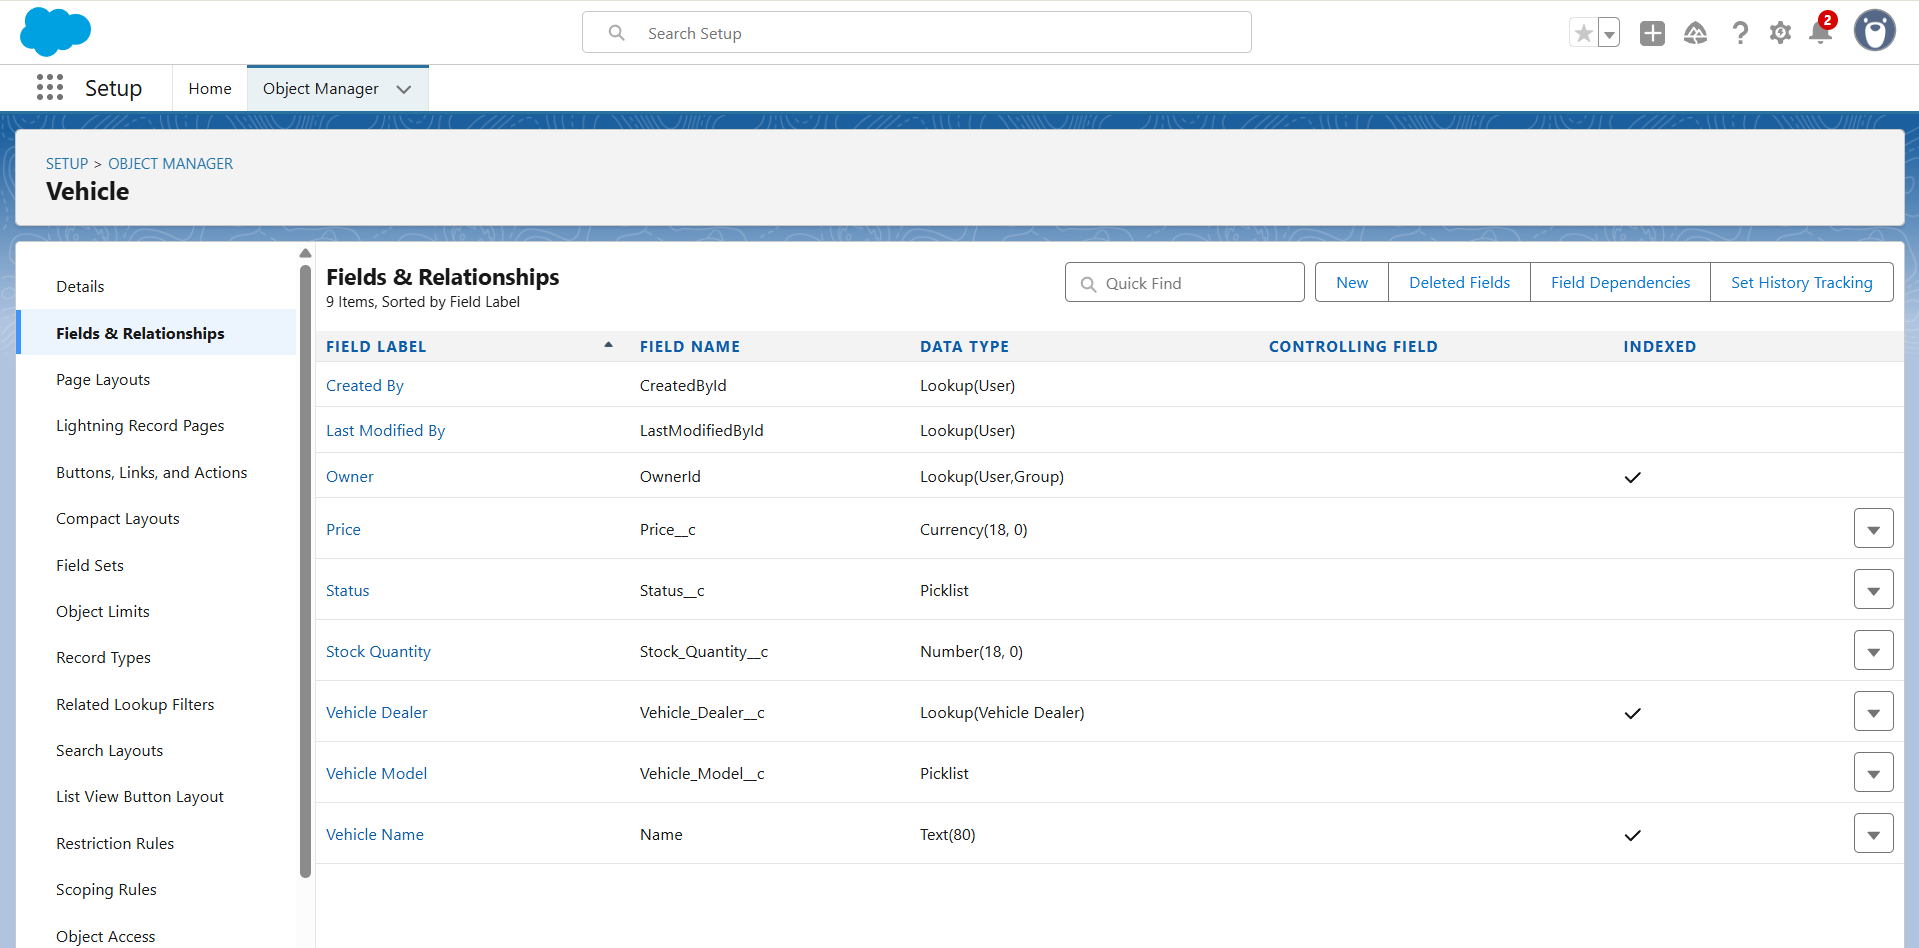 Search Setup
2
Setup
Home
Object Manager
SETUP > OBJECT MANAGER
Vehicle
Details
Fields & Relationships
Page Layouts
Lightning Record Pages
Buttons, Links, and Actions
Compact Layouts
Field Sets
Object Limits
Record Types
Related Lookup Filters
Search Layouts
List View Button Layout
Restriction Rules
Scoping Rules
Object Access
Fields & Relationships
9 Items, Sorted by Field Label
Quick Find
New
Deleted Fields
Field Dependencies
Set History Tracking
FIELD LABEL FIELD NAME DATA TYPE CONTROLLING FIELD INDEXED
Created By CreatedById Lookup(User)
Last Modified By LastModifiedById Lookup(User)
Owner OwnerId Lookup(User,Group)
Price Price__c Currency(18, 0)
Status Status__c Picklist
Stock Quantity Stock_Quantity__c Number(18, 0)
Vehicle Dealer Vehicle_Dealer__c Lookup(Vehicle Dealer)
Vehicle Model Vehicle_Model__c Picklist
Vehicle Name Name Text(80)